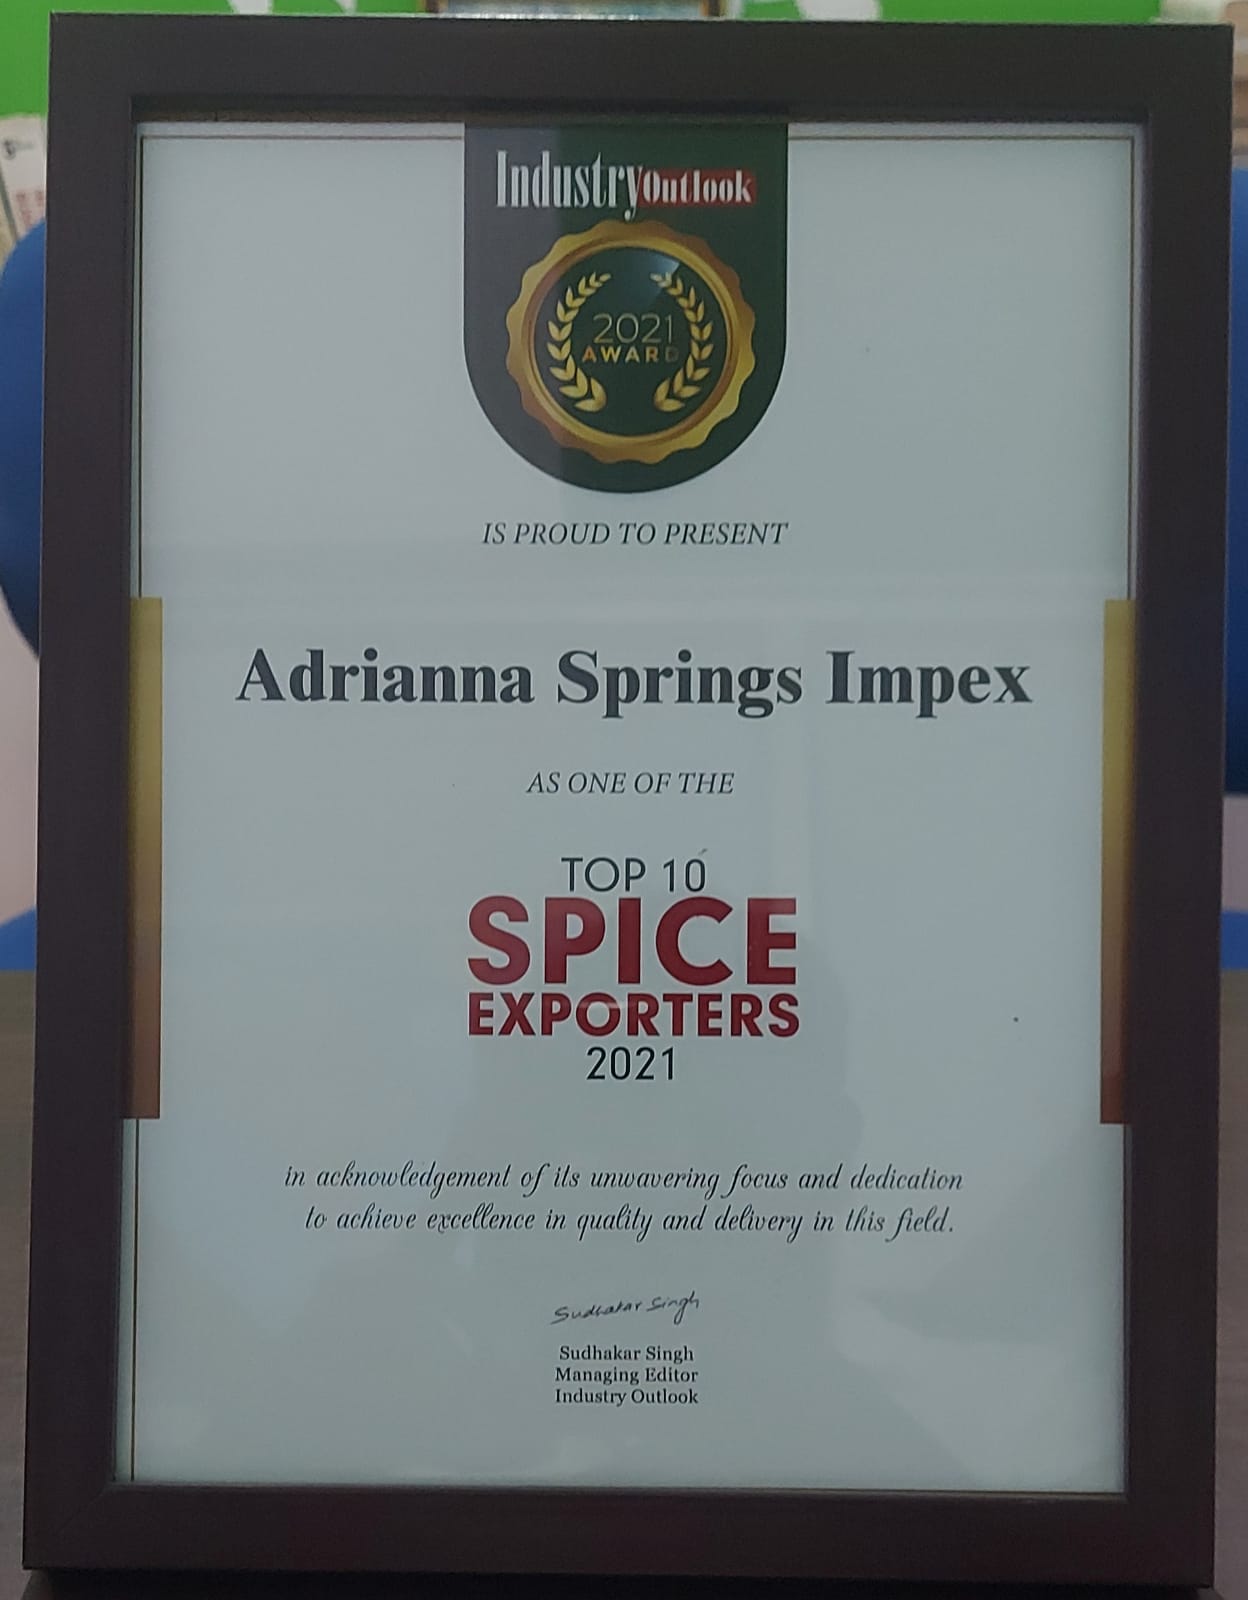 Industry Outlook
2021
AWARD
IS PROUD TO PRESENT
Adrianna Springs Impex
AS ONE OF THE
TOP 10
SPICE
EXPORTERS
2021
in acknowledgement of its unwavering focus and dedication
to achieve excellence in quality and delivery in this field.
Sudhakar Singh
Sudhakar Singh
Managing Editor
Industry Outlook